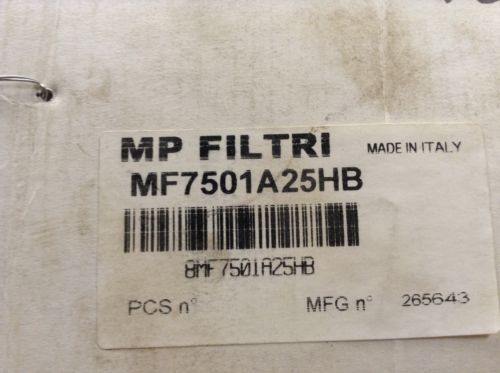 MP FILTRI MADE IN ITALY
MF7501A25HB
8MF7501A25HB
PCS n° MFG n° 265643